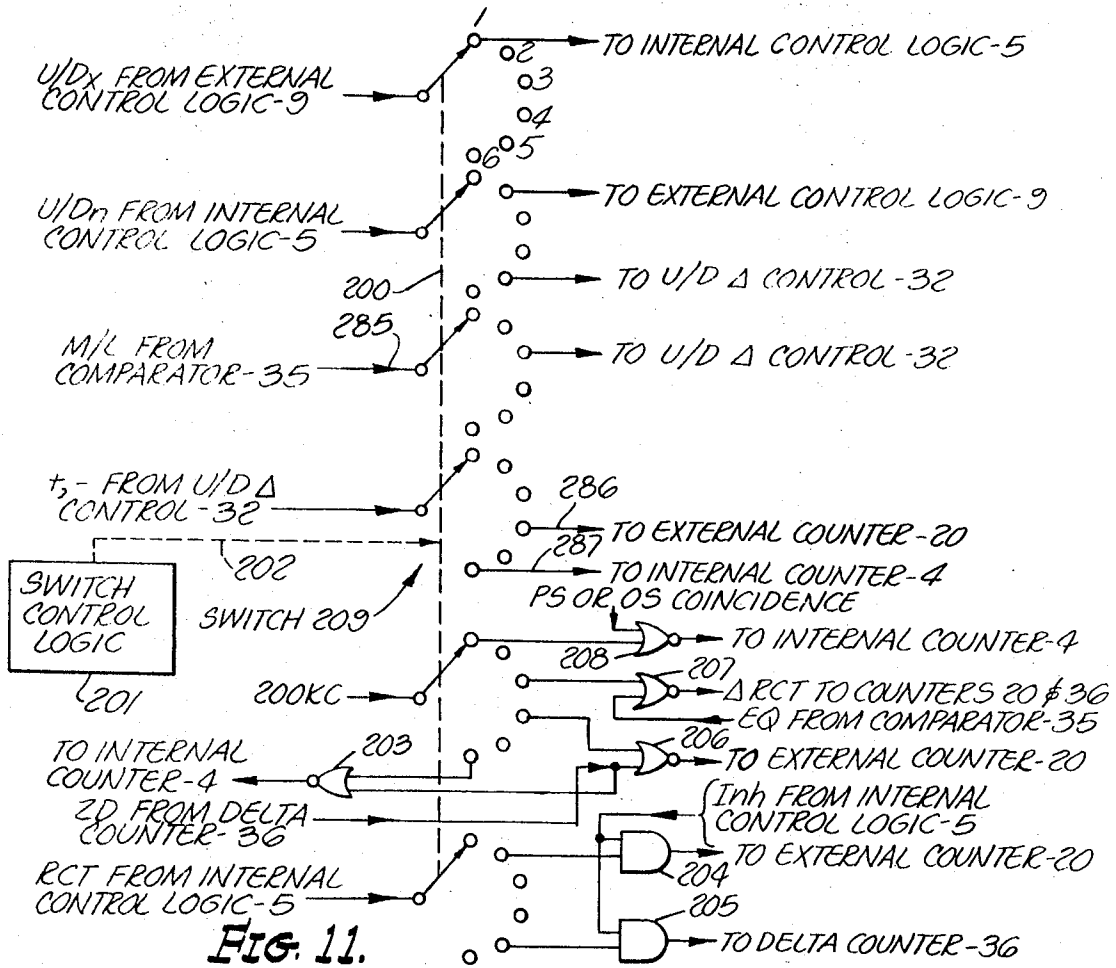 1
TO INTERNAL CONTROL LOGIC-5
2
U/Dx FROM EXTERNAL
CONTROL LOGIC-9
3
4
5
6
TO EXTERNAL CONTROL LOGIC-9
U/Dn FROM INTERNAL
CONTROL LOGIC-5
200
TO U/D Δ CONTROL-32
285
M/L FROM
COMPARATOR-35
TO U/D Δ CONTROL-32
+,- FROM U/D Δ
CONTROL-32
286
TO EXTERNAL COUNTER-20
202
287
TO INTERNAL COUNTER-4
SWITCH
CONTROL
LOGIC
201
SWITCH 209
PS OR OS COINCIDENCE
TO INTERNAL COUNTER-4
208
207
200KC
Δ RCT TO COUNTERS 20 & 36
EQ FROM COMPARATOR-35
TO INTERNAL
COUNTER-4
203
206
TO EXTERNAL COUNTER-20
ZD FROM DELTA
COUNTER-36
Inh FROM INTERNAL
CONTROL LOGIC-5
TO EXTERNAL COUNTER-20
204
RCT FROM INTERNAL
CONTROL LOGIC-5
205
TO DELTA COUNTER-36
FIG. 11.